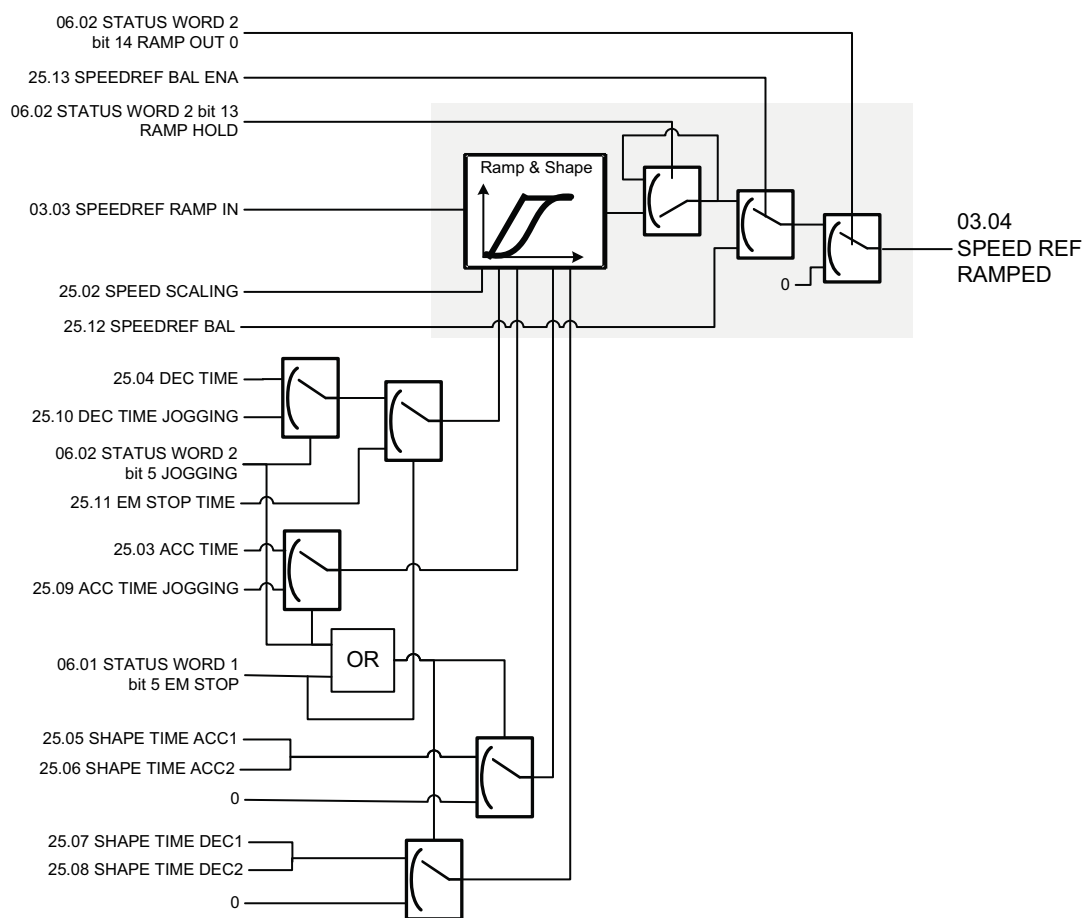 06.02 STATUS WORD 2
bit 14 RAMP OUT 0
25.13 SPEEDREF BAL ENA
06.02 STATUS WORD 2 bit 13
RAMP HOLD
Ramp & Shape
03.03 SPEEDREF RAMP IN
03.04
SPEED REF
RAMPED
25.02 SPEED SCALING
0
25.12 SPEEDREF BAL
25.04 DEC TIME
25.10 DEC TIME JOGGING
06.02 STATUS WORD 2
bit 5 JOGGING
25.11 EM STOP TIME
25.03 ACC TIME
25.09 ACC TIME JOGGING
OR
06.01 STATUS WORD 1
bit 5 EM STOP
25.05 SHAPE TIME ACC1
25.06 SHAPE TIME ACC2
0
25.07 SHAPE TIME DEC1
25.08 SHAPE TIME DEC2
0